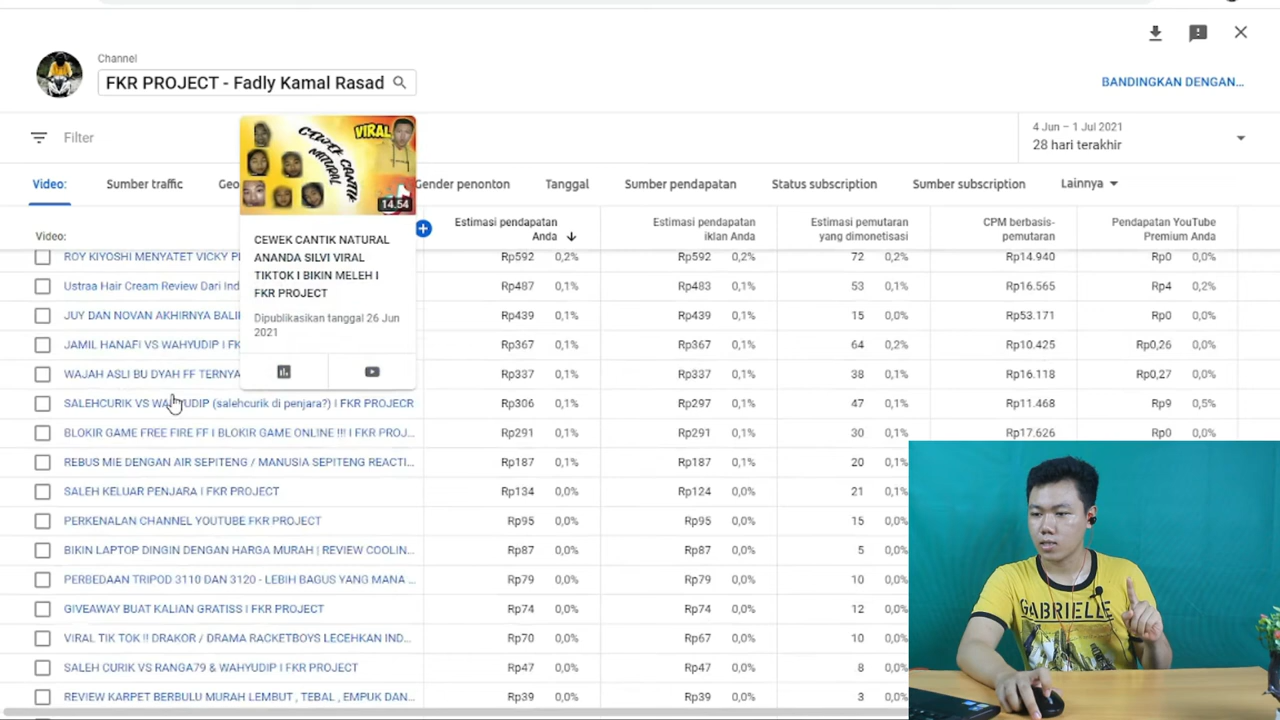 Channel
FKR PROJECT - Fadly Kamal Rasad
BANDINGKAN DENGAN...
Filter
4 Jun – 1 Jul 2021
28 hari terakhir
Video: Sumber traffic Geo Gender penonton Tanggal Sumber pendapatan Status subscription Sumber subscription Lainnya
VIRAL
CEWEK CANTIK
NATURAL
14.54
CEWEK CANTIK NATURAL
ANANDA SILVI VIRAL
TIKTOK I BIKIN MELEH I
FKR PROJECT
Dipublikasikan tanggal 26 Jun
2021
Video: Estimasi pendapatan Anda Estimasi pendapatan iklan Anda Estimasi pemutaran yang dimonetisasi CPM berbasis-pemutaran Pendapatan YouTube Premium Anda
ROY KIYOSHI MENYATET VICKY P Rp592 0,2% Rp592 0,2% 72 0,2% Rp14.940 Rp0 0.0%
Ustraa Hair Cream Review Dari Ind Rp487 0,1% Rp483 0,1% 53 0,1% Rp16.565 Rp4 0.2%
JUY DAN NOVAN AKHIRNYA BALI Rp439 0,1% Rp439 0,1% 15 0,0% Rp53.171 Rp0 0.0%
JAMIL HANAFI VS WAHYUDIP I FK Rp367 0,1% Rp367 0,1% 64 0,2% Rp10.425 Rp0,26 0.0%
WAJAH ASLI BU DYAH FF TERNYA Rp337 0,1% Rp337 0,1% 38 0,1% Rp16.118 Rp0,27 0.0%
SALEHCURIK VS WAHYUDIP (salehcurik di penjara?) I FKR PROJECR Rp306 0,1% Rp297 0,1% 47 0,1% Rp11.468 Rp9 0,5%
BLOKIR GAME FREE FIRE FF I BLOKIR GAME ONLINE !!! I FKR PROJ... Rp291 0,1% Rp291 0,1% 30 0,1% Rp17.626 Rp0 0.0%
REBUS MIE DENGAN AIR SEPITENG / MANUSIA SEPITENG REACTI... Rp187 0,1% Rp187 0,1% 20 0,1%
SALEH KELUAR PENJARA I FKR PROJECT Rp134 0.0% Rp124 0,0% 21 0,1%
PERKENALAN CHANNEL YOUTUBE FKR PROJECT Rp95 0.0% Rp95 0,0% 15 0,0%
BIKIN LAPTOP DINGIN DENGAN HARGA MURAH | REVIEW COOLIN... Rp87 0.0% Rp87 0,0% 5 0,0%
PERBEDAAN TRIPOD 3110 DAN 3120 - LEBIH BAGUS YANG MANA ... Rp79 0.0% Rp79 0,0% 10 0,0%
GIVEAWAY BUAT KALIAN GRATISS I FKR PROJECT Rp74 0.0% Rp74 0,0% 12 0,0%
VIRAL TIK TOK !! DRAKOR / DRAMA RACKETBOYS LECEHKAN IND... Rp70 0.0% Rp67 0,0% 10 0,0%
SALEH CURIK VS RANGA79 & WAHYUDIP I FKR PROJECT Rp47 0.0% Rp47 0,0% 8 0,0%
REVIEW KARPET BERBULU MURAH LEMBUT , TEBAL , EMPUK DAN... Rp39 0.0% Rp39 0,0% 3 0,0%
GABRIELLE